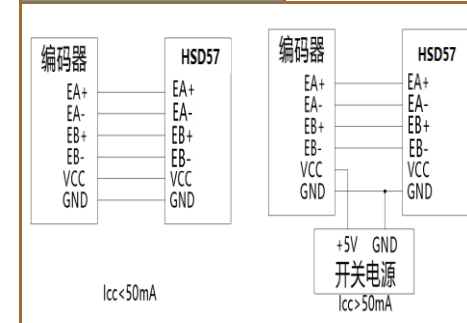 编码器
EA+
EA-
EB+
EB-
VCC
GND
HSD57
EA+
EA-
EB+
EB-
VCC
GND
Icc<50mA
编码器
EA+
EA-
EB+
EB-
VCC
GND
HSD57
EA+
EA-
EB+
EB-
VCC
GND
+5V GND
开关电源
Icc>50mA